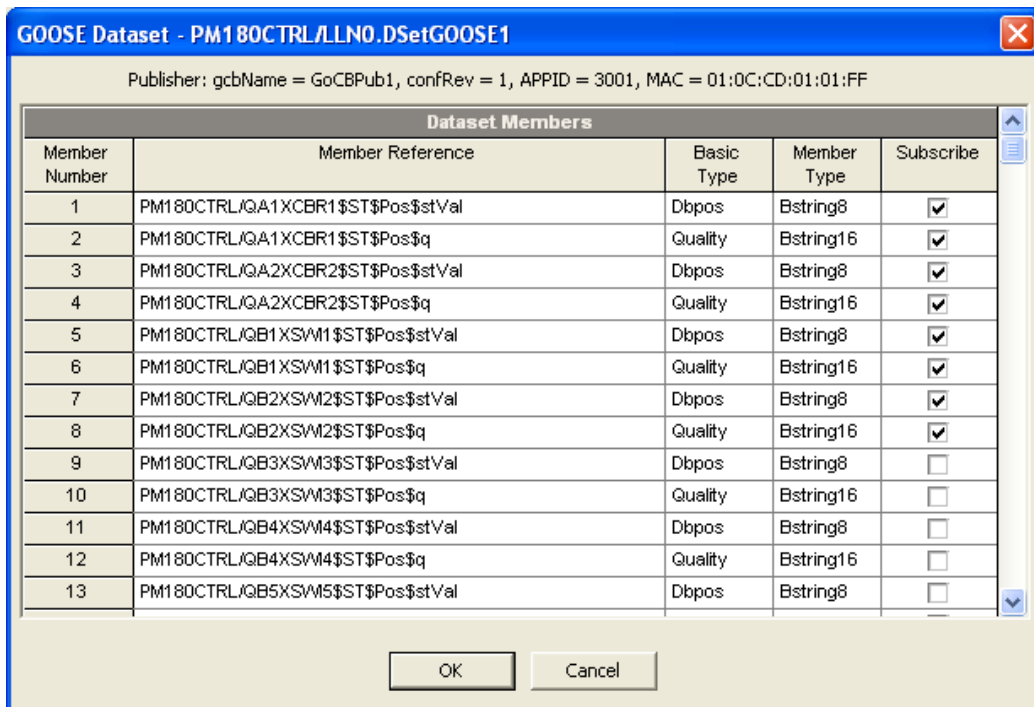 GOOSE Dataset - PM180CTRL/LLN0.DSetGOOSE1
Publisher: gcbName = GoCBPub1, confRev = 1, APPID = 3001, MAC = 01:0C:CD:01:01:FF
Dataset Members
Member Number Member Reference Basic Type Member Type Subscribe
1 PM180CTRL/QA1XCBR1$ST$Pos$stVal Dbpos Bstring8
2 PM180CTRL/QA1XCBR1$ST$Pos$q Quality Bstring16
3 PM180CTRL/QA2XCBR2$ST$Pos$stVal Dbpos Bstring8
4 PM180CTRL/QA2XCBR2$ST$Pos$q Quality Bstring16
5 PM180CTRL/QB1XSWI1$ST$Pos$stVal Dbpos Bstring8
6 PM180CTRL/QB1XSWI1$ST$Pos$q Quality Bstring16
7 PM180CTRL/QB2XSWI2$ST$Pos$stVal Dbpos Bstring8
8 PM180CTRL/QB2XSWI2$ST$Pos$q Quality Bstring16
9 PM180CTRL/QB3XSWI3$ST$Pos$stVal Dbpos Bstring8
10 PM180CTRL/QB3XSWI3$ST$Pos$q Quality Bstring16
11 PM180CTRL/QB4XSWI4$ST$Pos$stVal Dbpos Bstring8
12 PM180CTRL/QB4XSWI4$ST$Pos$q Quality Bstring16
13 PM180CTRL/QB5XSWI5$ST$Pos$stVal Dbpos Bstring8
OK Cancel